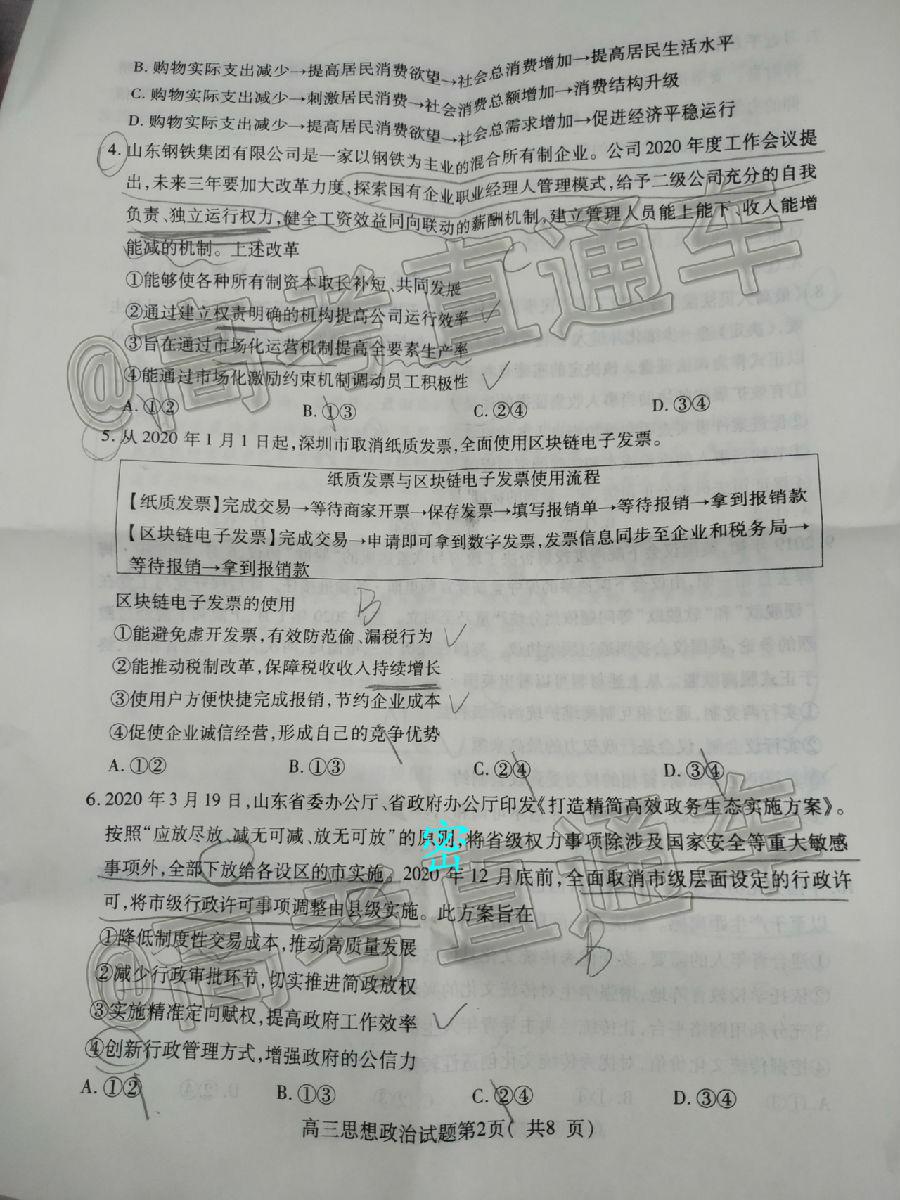 B. 购物实际支出减少→提高居民消费欲望→社会总消费增加→提高居民生活水平
C. 购物实际支出减少→刺激居民消费→社会消费总额增加→消费结构升级
D. 购物实际支出减少→提高居民消费欲望→社会总需求增加→促进经济平稳运行
4. 山东钢铁集团有限公司是一家以钢铁为主业的混合所有制企业。公司2020年度工作会议提
出,未来三年要加大改革力度,探索国有企业职业经理人管理模式,给予二级公司充分的自我
负责、独立运行权力,健全工资效益同向联动的薪酬机制,建立管理人员能上能下、收入能增
能减的机制。上述改革
①能够使各种所有制资本取长补短、共同发展
②通过建立权责明确的机构提高公司运行效率
③旨在通过市场化运营机制提高全要素生产率
④能通过市场化激励约束机制调动员工积极性
A. ①② B. ①③ C. ②④ D. ③④
5. 从2020年1月1日起,深圳市取消纸质发票,全面使用区块链电子发票。
纸质发票与区块链电子发票使用流程
【纸质发票】完成交易→等待商家开票→保存发票→填写报销单→等待报销→拿到报销款
【区块链电子发票】完成交易→申请即可拿到数字发票,发票信息同步至企业和税务局→
等待报销→拿到报销款
区块链电子发票的使用 B
①能避免虚开发票,有效防范偷、漏税行为
②能推动税制改革,保障税收收入持续增长
③使用户方便快捷完成报销,节约企业成本
④促使企业诚信经营,形成自己的竞争优势
A. ①② B. ①③ C. ②④ D. ③④
6. 2020年3月19日,山东省委办公厅、省政府办公厅印发《打造精简高效政务生态实施方案》。
按照“应放尽放、减无可减、放无可放”的原则,将省级权力事项除涉及国家安全等重大敏感
事项外,全部下放给各设区的市实施。2020年12月底前,全面取消市级层面设定的行政许
可,将市级行政许可事项调整由县级实施。此方案旨在
B
①降低制度性交易成本,推动高质量发展
②减少行政审批环节,切实推进简政放权
③实施精准定向赋权,提高政府工作效率
④创新行政管理方式,增强政府的公信力
A. ①② B. ①③ C. ②④ D. ③④
高三思想政治试题第2页( 共8 页)
@高考直通车
@高考直通车
密